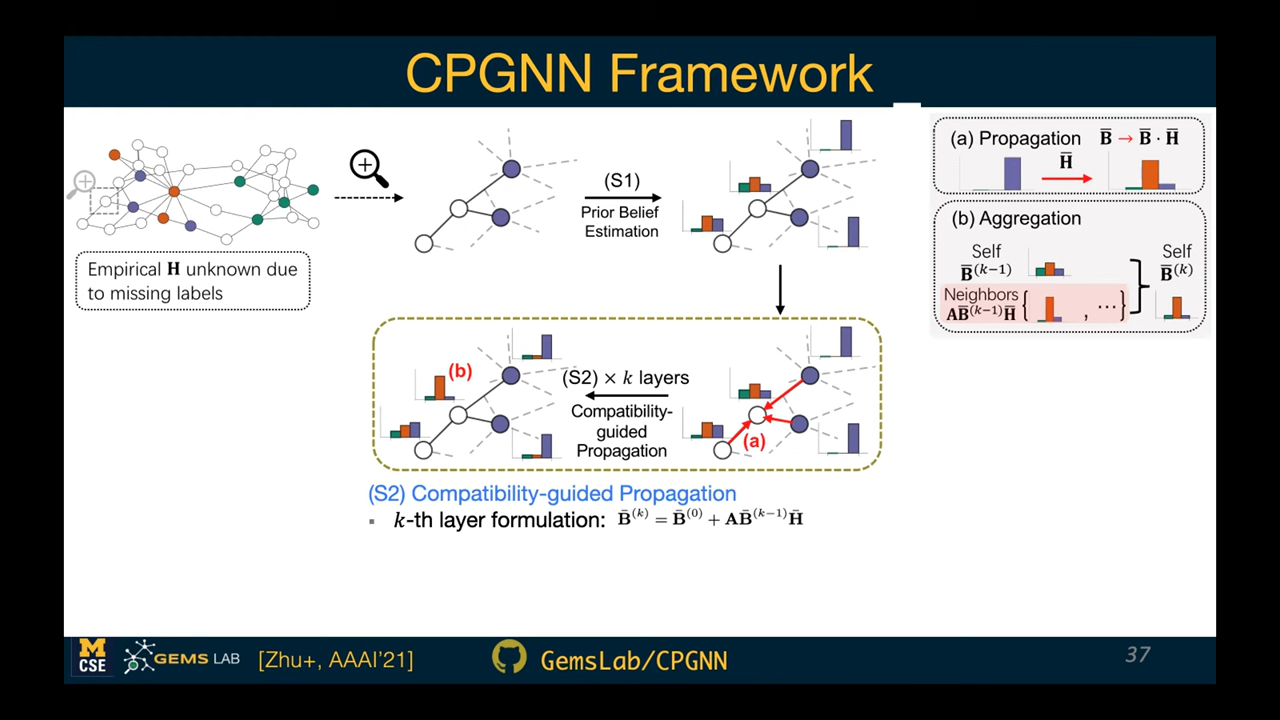 CPGNN Framework
Empirical H unknown due
to missing labels
(S1)
Prior Belief
Estimation
(a) Propagation B̄ → B̄ · H̄
H̄
(b) Aggregation
Self
B̄^(k−1)
Neighbors
AB̄^(k−1)H̄ { , ⋯ }
Self
B̄^(k)
(b)
(S2) × k layers
Compatibility-
guided
Propagation
(a)
(S2) Compatibility-guided Propagation
▪ k-th layer formulation: B̄^(k) = B̄^(0) + AB̄^(k−1)H̄
M
CSE
GEMS LAB
[Zhu+, AAAI'21]
GemsLab/CPGNN
37